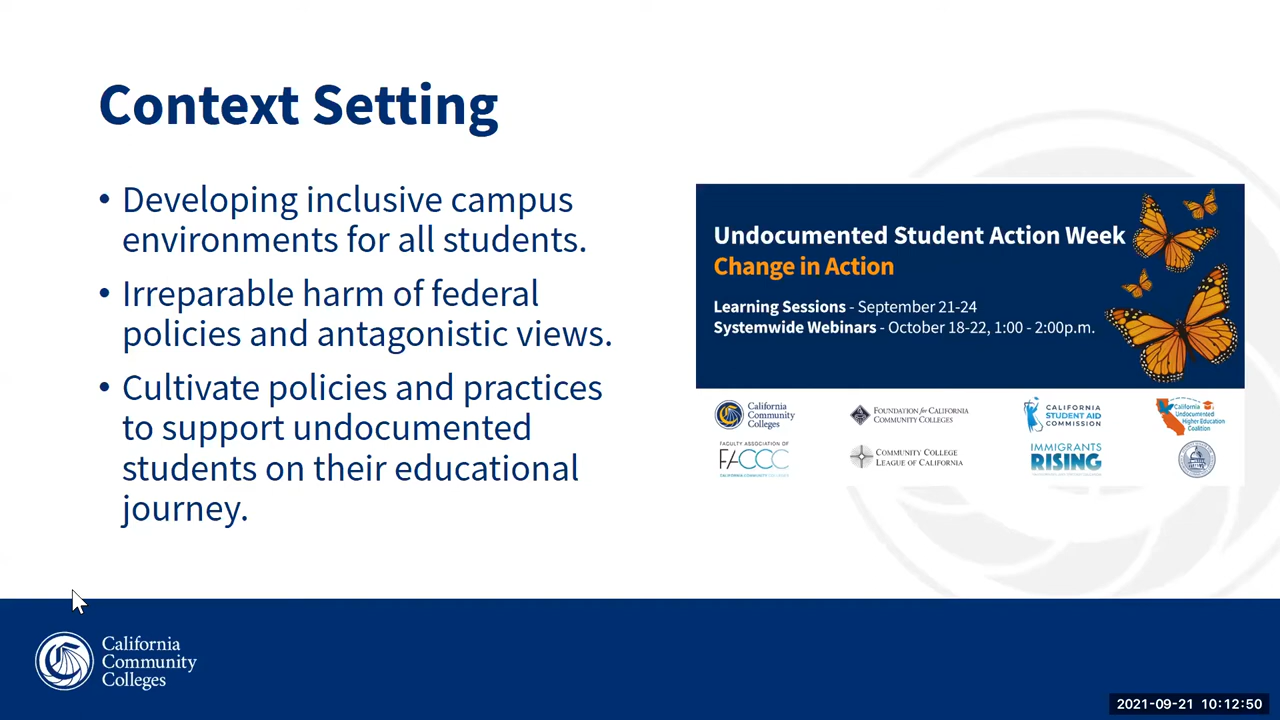 Context Setting
• Developing inclusive campus
environments for all students.
• Irreparable harm of federal
policies and antagonistic views.
• Cultivate policies and practices
to support undocumented
students on their educational
journey.
Undocumented Student Action Week
Change in Action
Learning Sessions - September 21-24
Systemwide Webinars - October 18-22, 1:00 - 2:00p.m.
California
Community
Colleges
FOUNDATION for CALIFORNIA
COMMUNITY COLLEGES
CALIFORNIA
STUDENT AID
COMMISSION
California
Undocumented
Higher Education
Coalition
FACULTY ASSOCIATION OF
FACCC
CALIFORNIA COMMUNITY COLLEGES
COMMUNITY COLLEGE
LEAGUE OF CALIFORNIA
IMMIGRANTS
RISING
California
Community
Colleges
2021-09-21 10:12:50